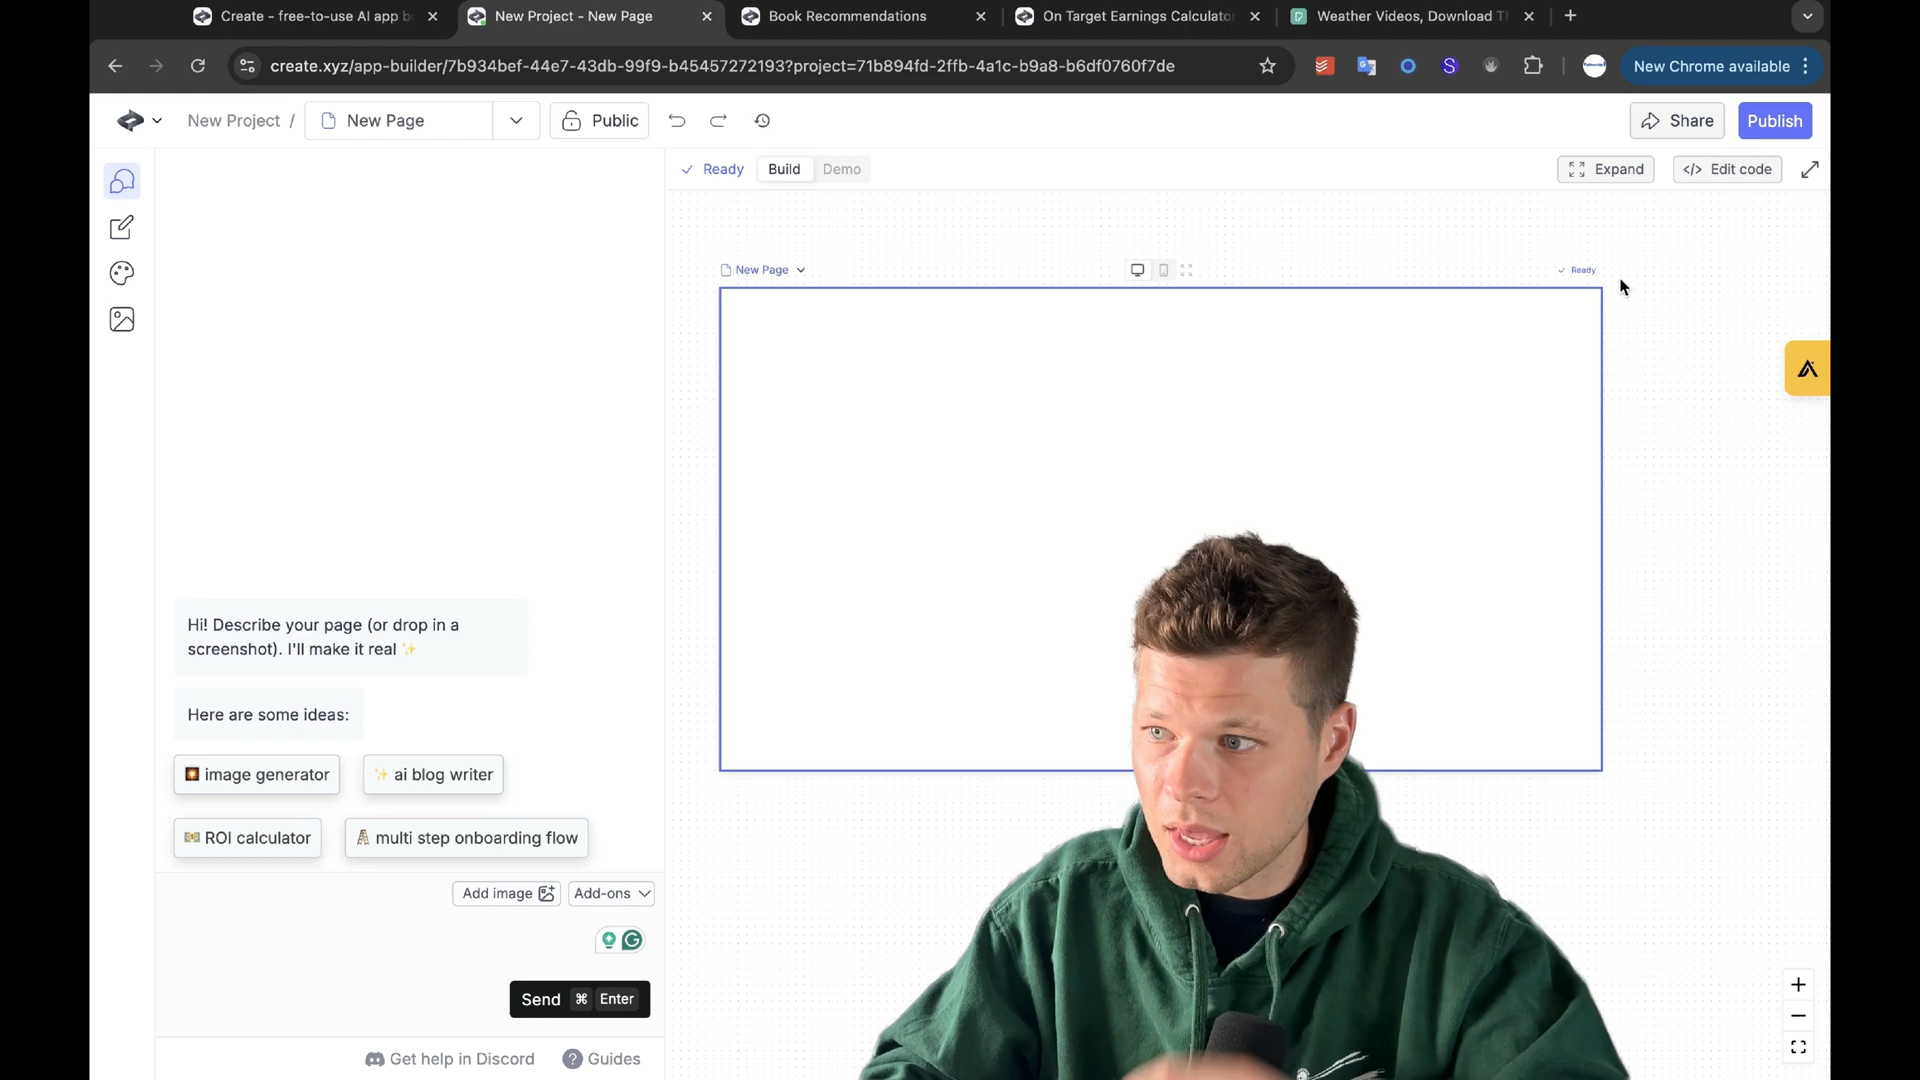 Create - free-to-use AI app b
New Project - New Page
Book Recommendations
On Target Earnings Calculator
Weather Videos, Download T
create.xyz/app-builder/7b934bef-44e7-43db-99f9-b45457272193?project=71b894fd-2ffb-4a1c-b9a8-b6df0760f7de
New Chrome available
New Project /
New Page
Public
Share
Publish
Ready
Build
Demo
Expand
</> Edit code
New Page
Ready
Hi! Describe your page (or drop in a
screenshot). I'll make it real ✨
Here are some ideas:
image generator
✨ ai blog writer
ROI calculator
multi step onboarding flow
Add image
Add-ons
Send ⌘ Enter
Get help in Discord
? Guides